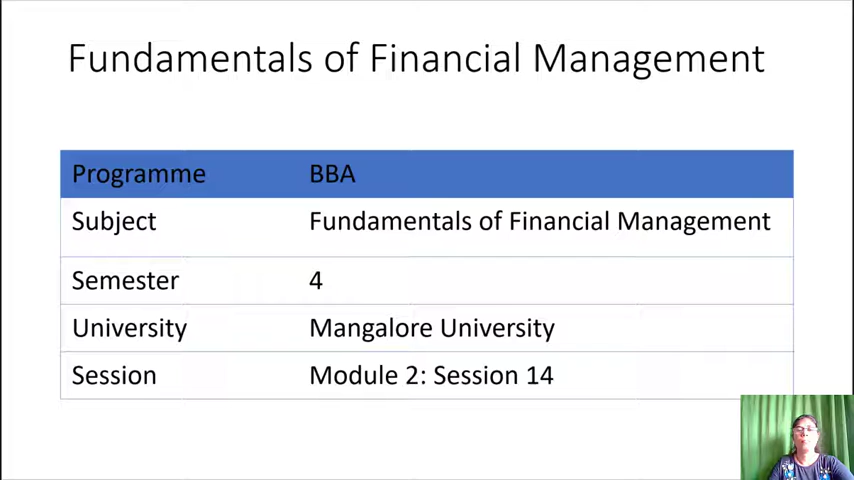 Fundamentals of Financial Management
Programme BBA
Subject Fundamentals of Financial Management
Semester 4
University Mangalore University
Session Module 2: Session 14